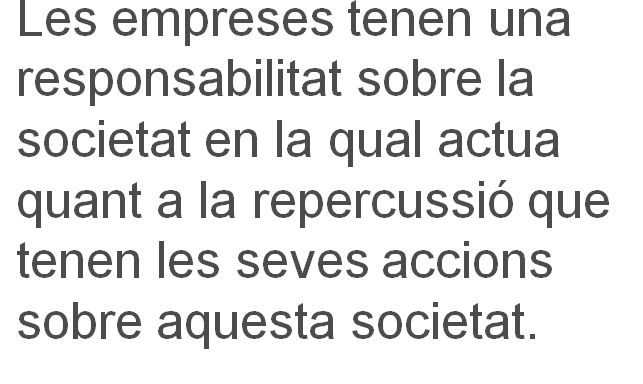 Les empreses tenen una
responsabilitat sobre la
societat en la qual actua
quant a la repercussió que
tenen les seves accions
sobre aquesta societat.